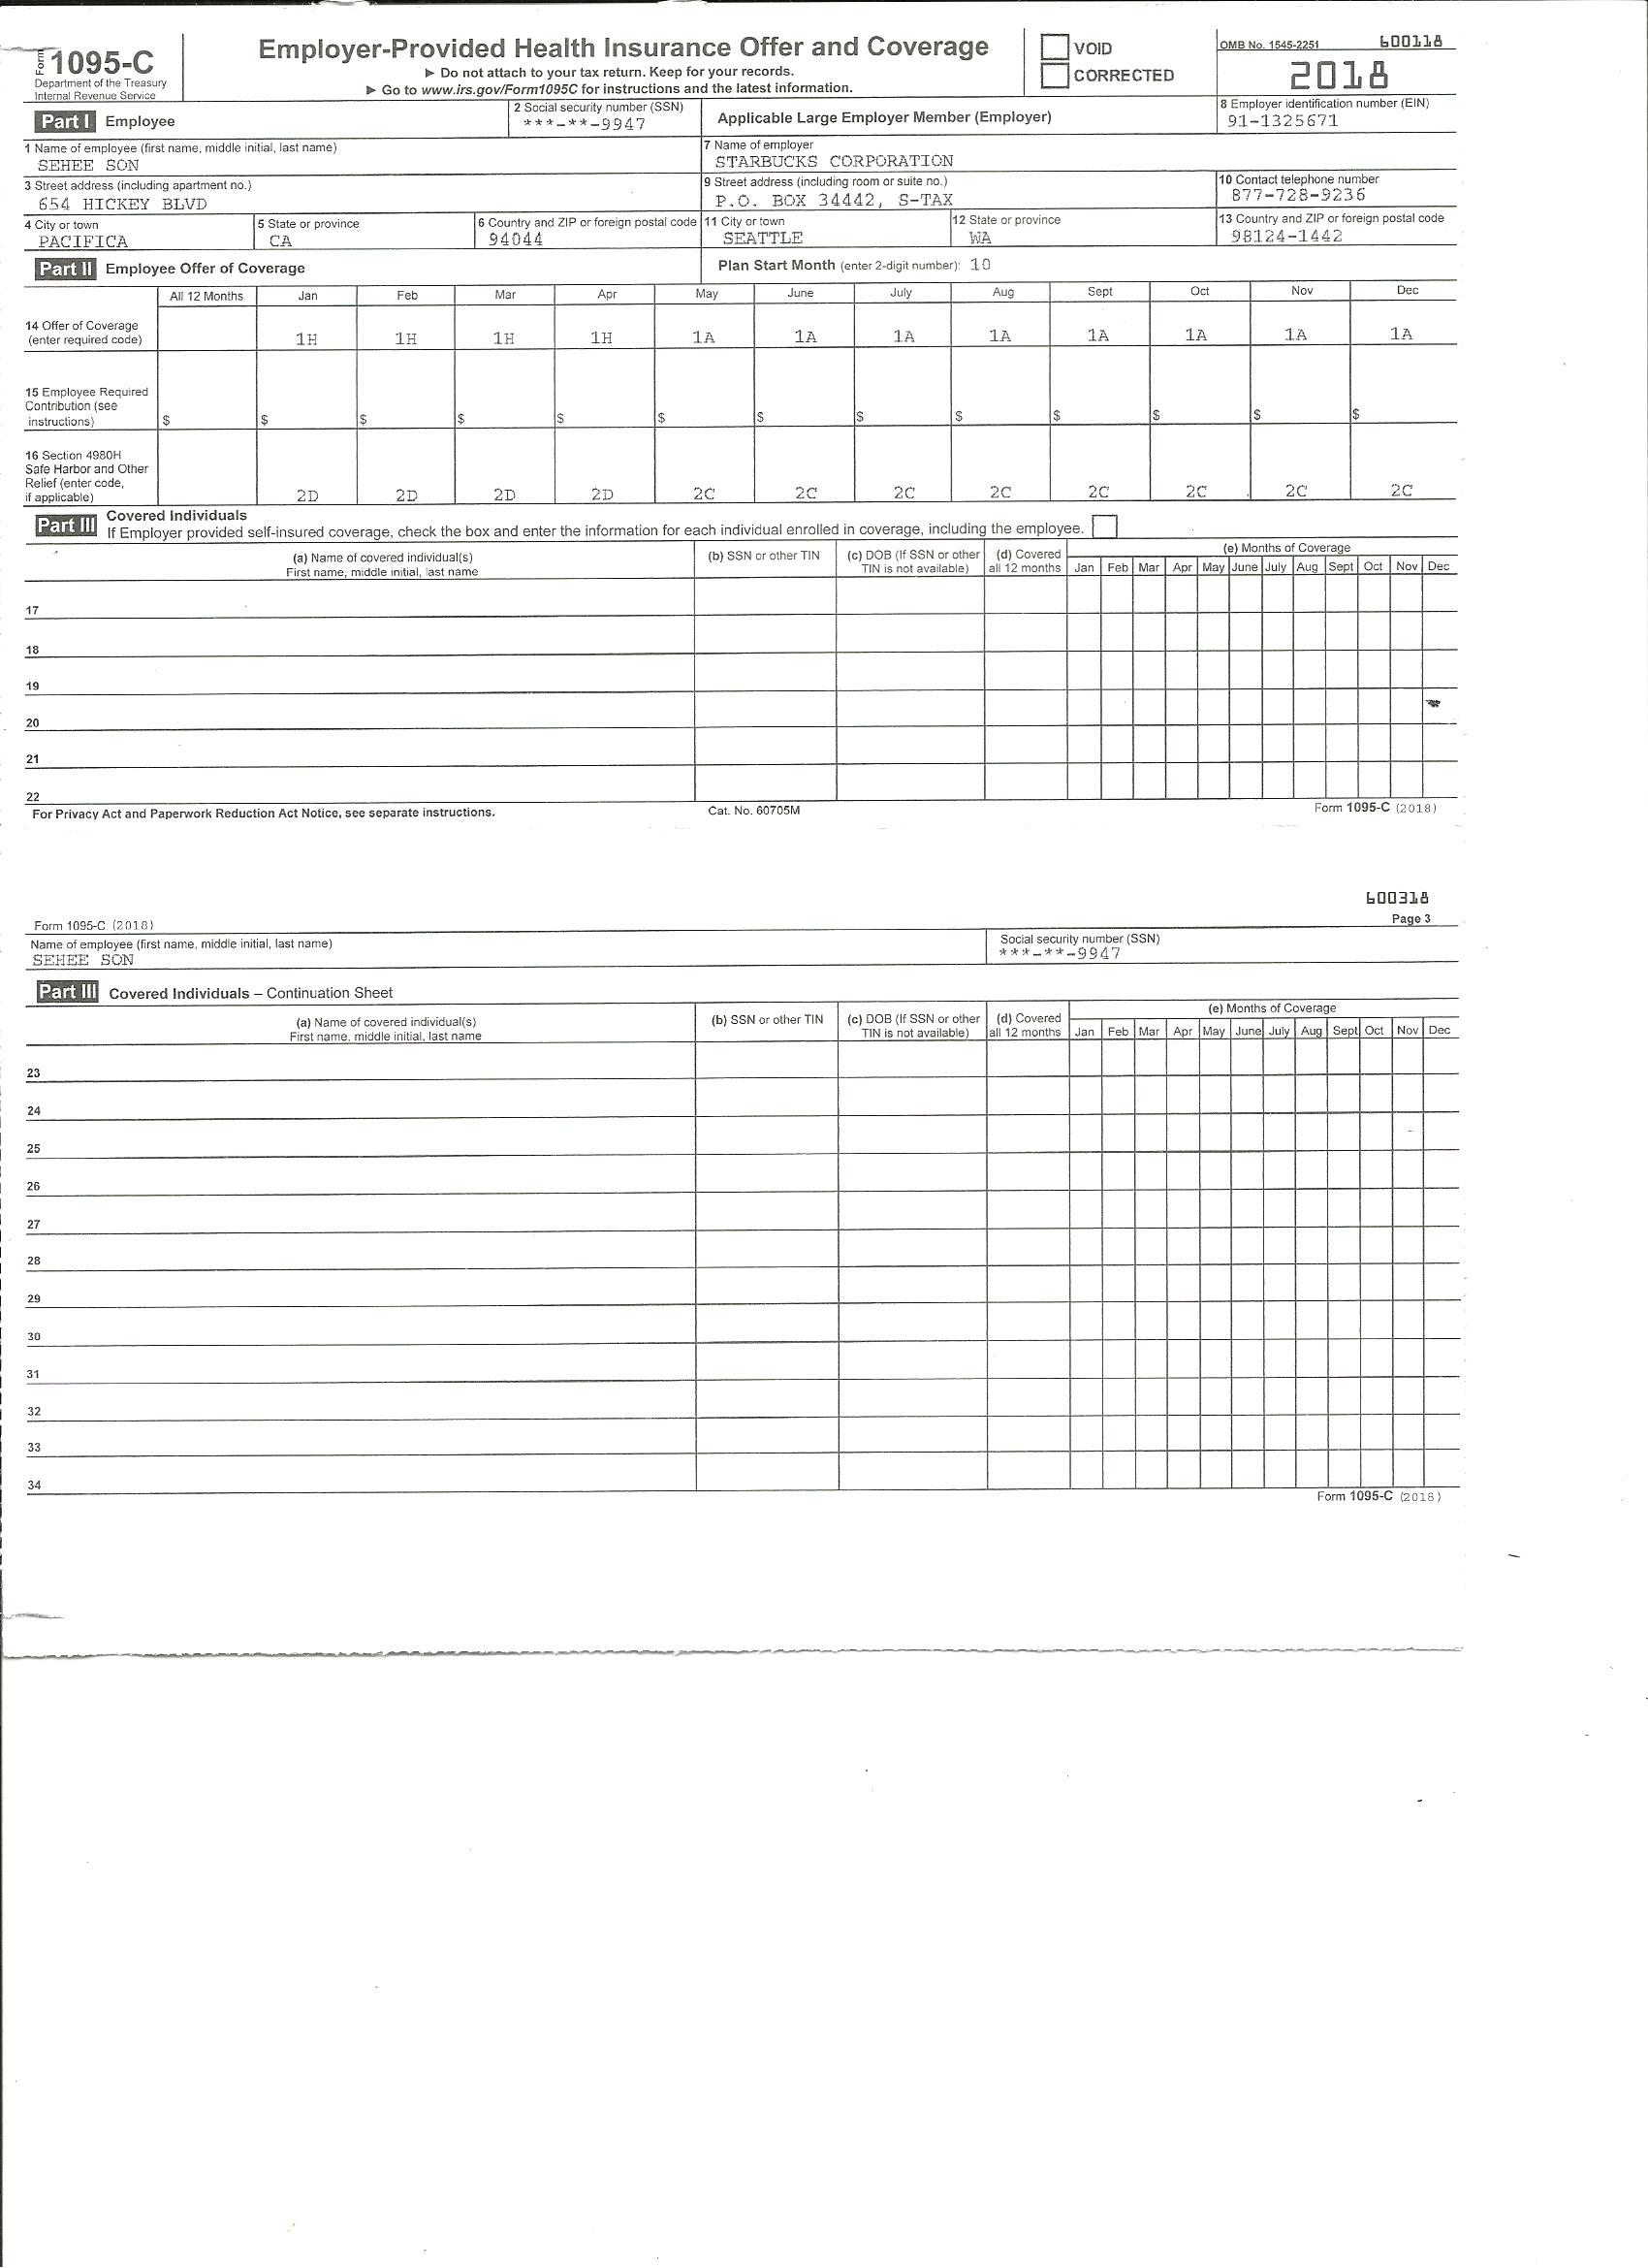 Form 1095-C
Department of the Treasury
Internal Revenue Service
Employer-Provided Health Insurance Offer and Coverage
► Do not attach to your tax return. Keep for your records.
► Go to www.irs.gov/Form1095C for instructions and the latest information.
VOID
CORRECTED
OMB No. 1545-2251
600118
2018
Part I Employee
2 Social security number (SSN)
***-**-9947
Applicable Large Employer Member (Employer)
8 Employer identification number (EIN)
91-1325671
1 Name of employee (first name, middle initial, last name)
SEHEE SON
7 Name of employer
STARBUCKS CORPORATION
3 Street address (including apartment no.)
654 HICKEY BLVD
9 Street address (including room or suite no.)
P.O. BOX 34442, S-TAX
10 Contact telephone number
877-728-9236
4 City or town
PACIFICA
5 State or province
CA
6 Country and ZIP or foreign postal code
94044
11 City or town
SEATTLE
12 State or province
WA
13 Country and ZIP or foreign postal code
98124-1442
Part II Employee Offer of Coverage
Plan Start Month (enter 2-digit number): 10
All 12 Months Jan Feb Mar Apr May June July Aug Sept Oct Nov Dec
14 Offer of Coverage
(enter required code) 1H 1H 1H 1H 1A 1A 1A 1A 1A 1A 1A 1A
15 Employee Required
Contribution (see
instructions) $ $ $ $ $ $ $ $ $ $ $ $ $
16 Section 4980H
Safe Harbor and Other
Relief (enter code,
if applicable) 2D 2D 2D 2D 2C 2C 2C 2C 2C 2C 2C 2C
Part III Covered Individuals
If Employer provided self-insured coverage, check the box and enter the information for each individual enrolled in coverage, including the employee.
(a) Name of covered individual(s)
First name, middle initial, last name
(b) SSN or other TIN
(c) DOB (If SSN or other
TIN is not available)
(d) Covered
all 12 months
(e) Months of Coverage
Jan Feb Mar Apr May June July Aug Sept Oct Nov Dec
17
18
19
20
21
22
For Privacy Act and Paperwork Reduction Act Notice, see separate instructions.
Cat. No. 60705M
Form 1095-C (2018)
600318
Form 1095-C (2018)
Page 3
Name of employee (first name, middle initial, last name)
SEHEE SON
Social security number (SSN)
***-**-9947
Part III Covered Individuals – Continuation Sheet
(a) Name of covered individual(s)
First name, middle initial, last name
(b) SSN or other TIN
(c) DOB (If SSN or other
TIN is not available)
(d) Covered
all 12 months
(e) Months of Coverage
Jan Feb Mar Apr May June July Aug Sept Oct Nov Dec
23
24
25
26
27
28
29
30
31
32
33
34
Form 1095-C (2018)